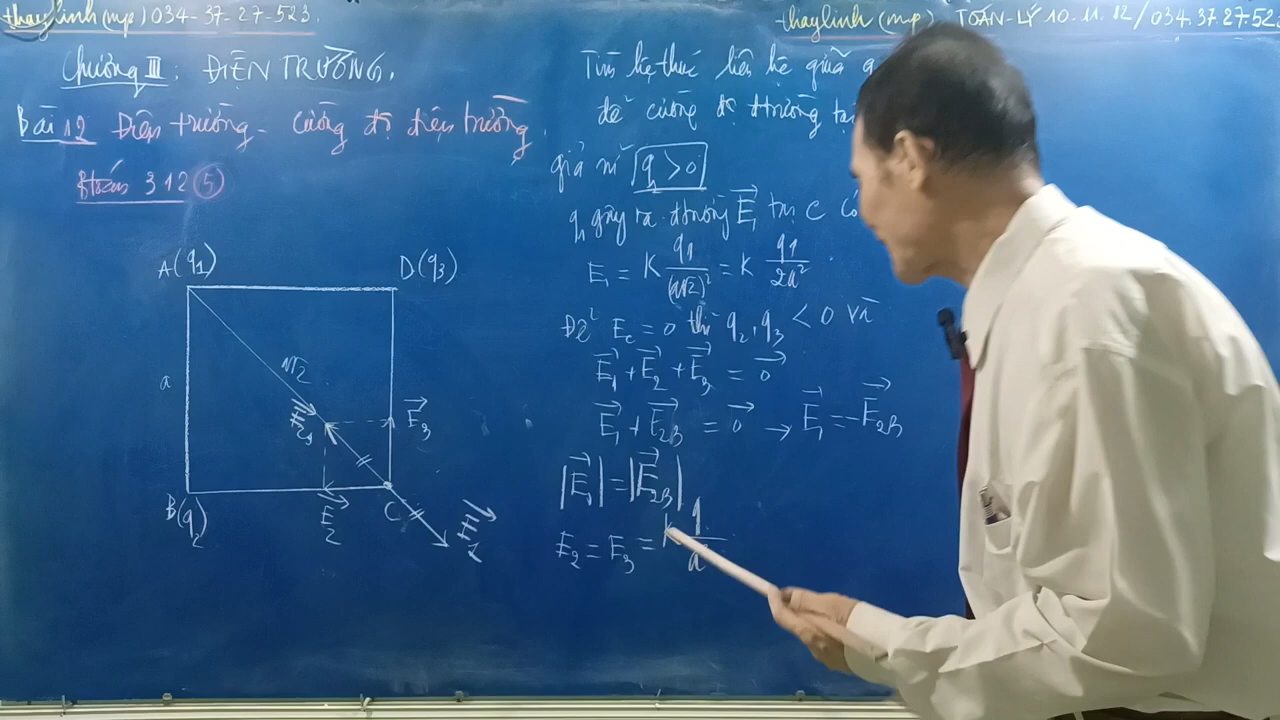 thaylinh (mp) 034-37-27-523.
thaylinh (mp) TOÁN-LÝ 10-11.12/034.37.27.52
Chương III: ĐIỆN TRƯỜNG.
Bài 12 Điện trường - cường độ điện trường.
312 (5)
A(q₁)
D(q₃)
a
a√2
E₃
B(q₂)
E₂
C
E₁
Tìm hệ thức liên hệ giữa q
để cường độ trường tại
giả sử q₁ > 0
q₁ gây ra trường E₁ tại C có
E₁ = K q₁/(a√2)² = K q₁/2a².
Để E_c = 0 thì q₂, q₃ < 0 và
E₁ + E₂ + E₃ = 0
E₁ + E₂₃ = 0 → E₁ = -E₂₃
|E₁| = |E₂₃|
E₂ = E₃ = K q/a